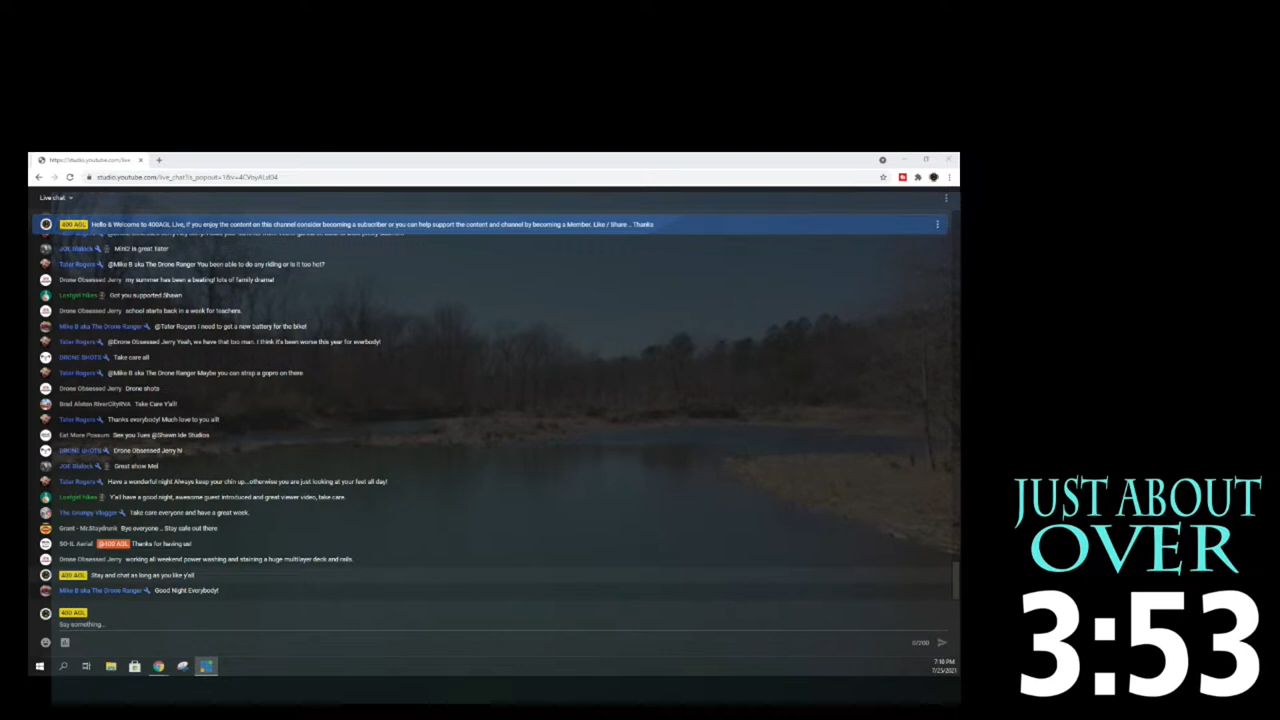 https://studio.youtube.com/live_
studio.youtube.com/live_chat?is_popout=1&v=4CVoyALsl04
Live chat
400 AGL Hello & Welcome to 400AGL Live, if you enjoy the content on this channel consider becoming a subscriber or you can help support the content and channel by becoming a Member. Like / Share .. Thanks
JOE Blalock Mini2 is great Tater
Tater Rogers @Mike B aka The Drone Ranger You been able to do any riding or is it too hot?
Drone Obsessed Jerry my summer has been a beating! lots of family drama!
Lostgirl hikes Got you supported Shawn
Drone Obsessed Jerry school starts back in a week for teachers.
Mike B aka The Drone Ranger @Tater Rogers I need to get a new battery for the bike!
Tater Rogers @Drone Obsessed Jerry Yeah, we have that too man. I think it's been worse this year for everbody!
DRONE SHOTS Take care all
Tater Rogers @Mike B aka The Drone Ranger Maybe you can strap a gopro on there
Drone Obsessed Jerry Drone shots
Brad Alston RiverCityRVA Take Care Y'all!
Tater Rogers Thanks everybody! Much love to you all!
Eat More Possum See you Tues @Shawn Ide Studios
DRONE SHOTS Drone Obsessed Jerry hi
JOE Blalock Great show Mel
Tater Rogers Have a wonderful night Always keep your chin up...otherwise you are just looking at your feet all day!
Lostgirl hikes Y'all have a good night, awesome guest introduced and great viewer video, take care.
The Grumpy Vlogger Take care everyone and have a great week.
Grant - Mr.Staydrunk Bye everyone .. Stay safe out there
SO-IL Aerial @400 AGL Thanks for having us!
Drone Obsessed Jerry working all weekend power washing and staining a huge multilayer deck and rails.
400 AGL Stay and chat as long as you like y'all
Mike B aka The Drone Ranger Good Night Everybody!
400 AGL
Say something...
0/200
7:10 PM
7/25/2021
JUST ABOUT
OVER
3:53